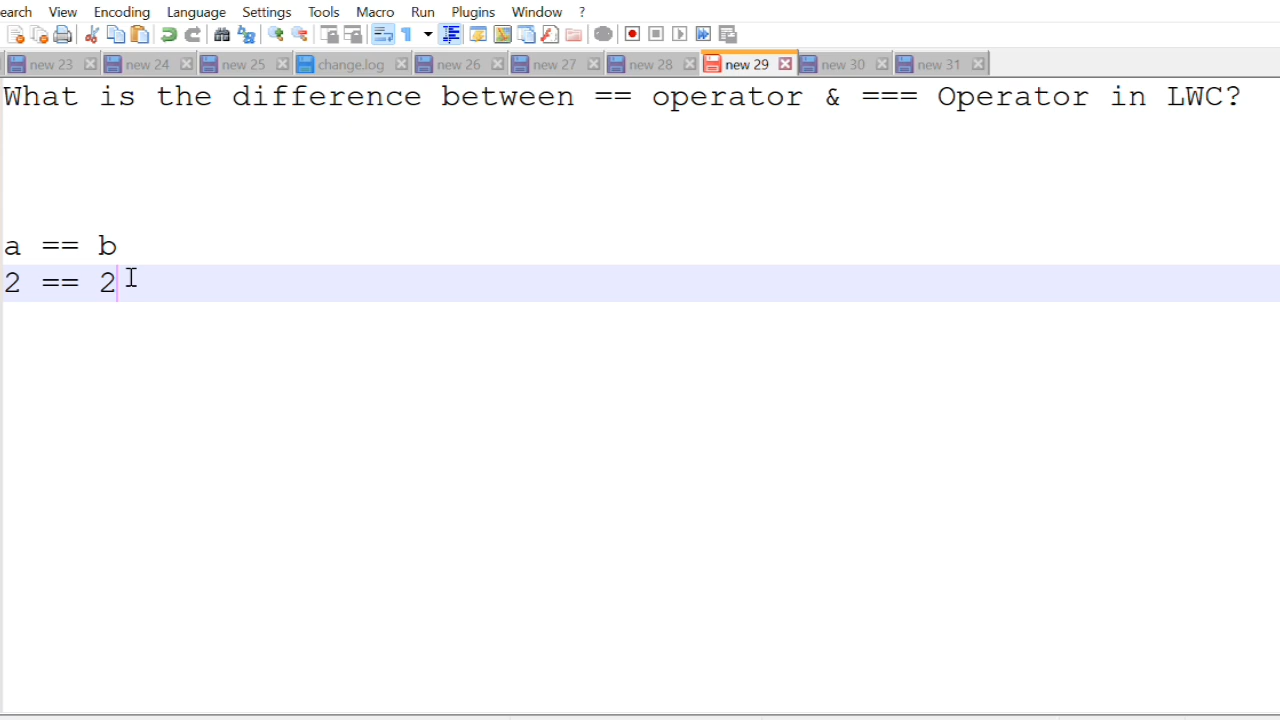 earch View Encoding Language Settings Tools Macro Run Plugins Window ?
new 23 new 24 new 25 change.log new 26 new 27 new 28 new 29 new 30 new 31
What is the difference between == operator & === Operator in LWC?
a == b
2 == 2